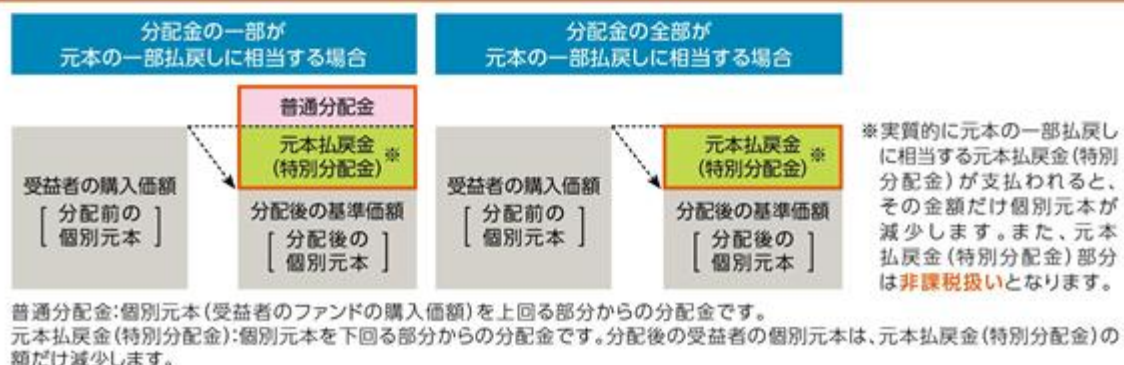 分配金の一部が
元本の一部払戻しに相当する場合
分配金の全部が
元本の一部払戻しに相当する場合
受益者の購入価額
[分配前の
個別元本]
普通分配金
元本払戻金
(特別分配金)※
分配後の基準価額
[分配後の
個別元本]
受益者の購入価額
[分配前の
個別元本]
元本払戻金
(特別分配金)※
分配後の基準価額
[分配後の
個別元本]
※実質的に元本の一部払戻し
に相当する元本払戻金(特別
分配金)が支払われると、
その金額だけ個別元本が
減少します。また、元本
払戻金(特別分配金)部分
は非課税扱いとなります。
普通分配金:個別元本(受益者のファンドの購入価額)を上回る部分からの分配金です。
元本払戻金(特別分配金):個別元本を下回る部分からの分配金です。分配後の受益者の個別元本は、元本払戻金(特別分配金)の
額だけ減少します。